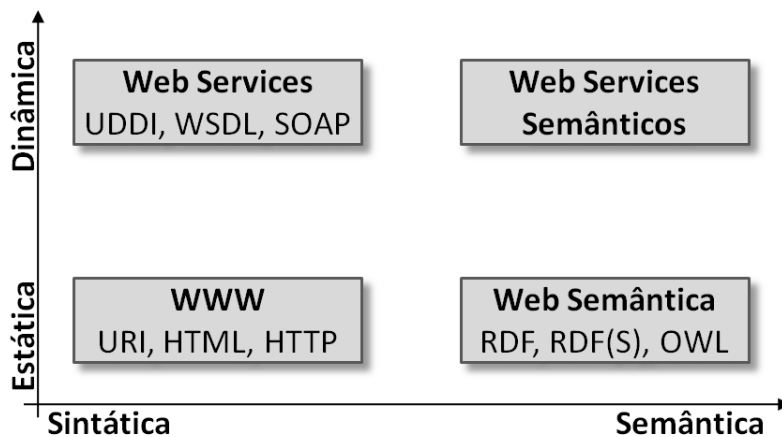 Dinâmica
Web Services
UDDI, WSDL, SOAP
Web Services
Semânticos
Estática
WWW
URI, HTML, HTTP
Web Semântica
RDF, RDF(S), OWL
Sintática
Semântica